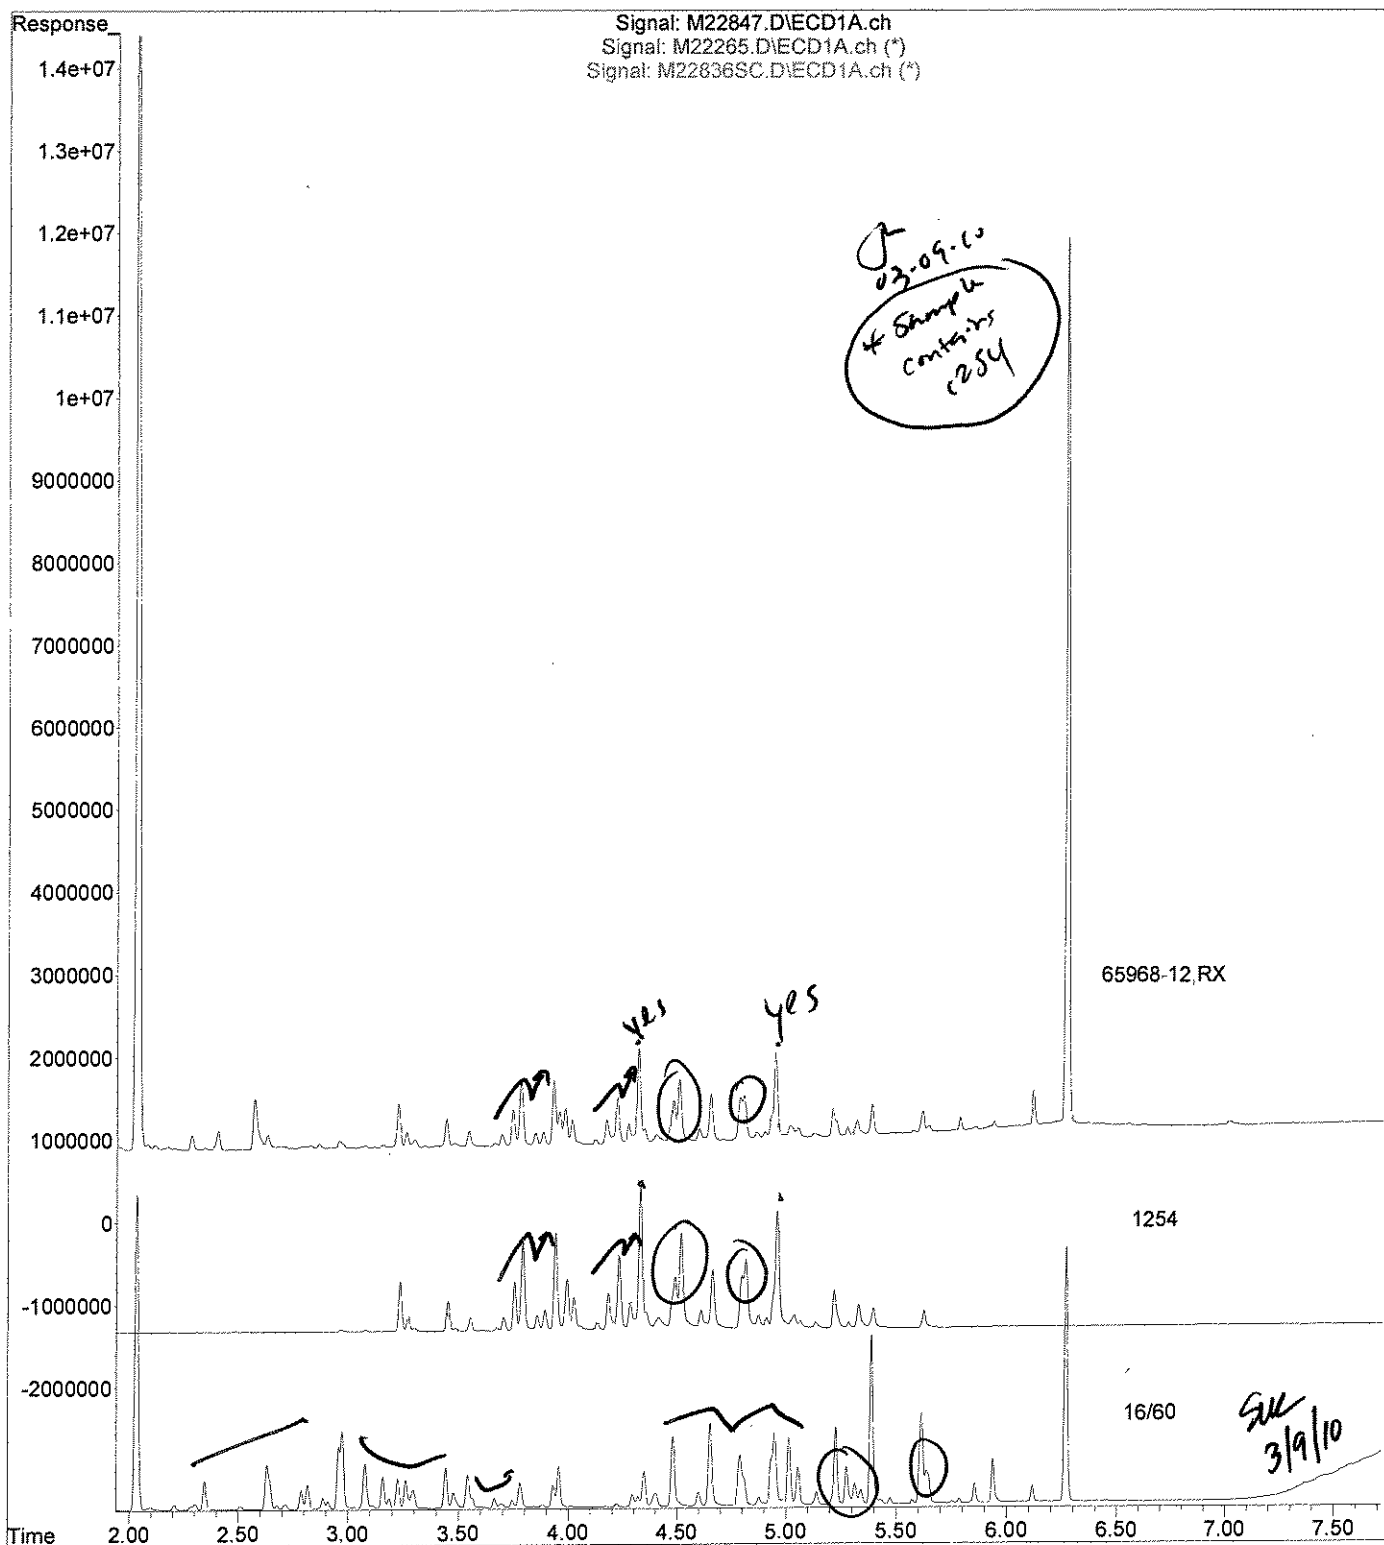 Response_
Signal: M22847.D\ECD1A.ch
Signal: M22265.D\ECD1A.ch (*)
Signal: M22836SC.D\ECD1A.ch (*)
1.4e+07
1.3e+07
1.2e+07
1.1e+07
1e+07
9000000
8000000
7000000
6000000
5000000
4000000
3000000
2000000
1000000
0
-1000000
-2000000
03-09-10
* Sample
contains
1254
65968-12,RX
yes
yes
1254
16/60
3/9/10
Time
2.00 2.50 3.00 3.50 4.00 4.50 5.00 5.50 6.00 6.50 7.00 7.50